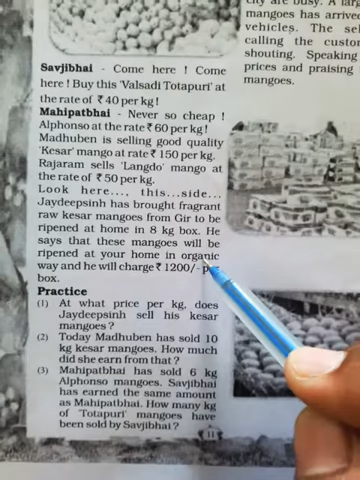 city are busy. A
mangoes has arrived
vehicles. The
calling the
shouting. Speaking
prices and praising
mangoes.
Savjibhai - Come here ! Come
here ! Buy this 'Valsadi Totapuri' at
the rate of ₹ 40 per kg !
Mahipatbhai - Never so cheap !
Alphonso at the rate ₹ 60 per kg !
Madhuben is selling good quality
'Kesar' mango at rate ₹ 150 per kg.
Rajaram sells 'Langdo' mango at
the rate of ₹ 50 per kg.
Look here..., this...side...
Jaydeepsinh has brought fragrant
raw kesar mangoes from Gir to be
ripened at home in 8 kg box. He
says that these mangoes will be
ripened at your home in organic
way and he will charge ₹ 1200/-
box.
Practice
(1) At what price per kg, does
Jaydeepsinh sell his kesar
mangoes ?
(2) Today Madhuben has sold 10
kg kesar mangoes. How much
did she earn from that ?
(3) Mahipatbhai has sold 6 kg
Alphonso mangoes. Savjibhai
has earned the same amount
as Mahipatbhai. How many kg
of 'Totapuri' mangoes have
been sold by Savjibhai ?
11